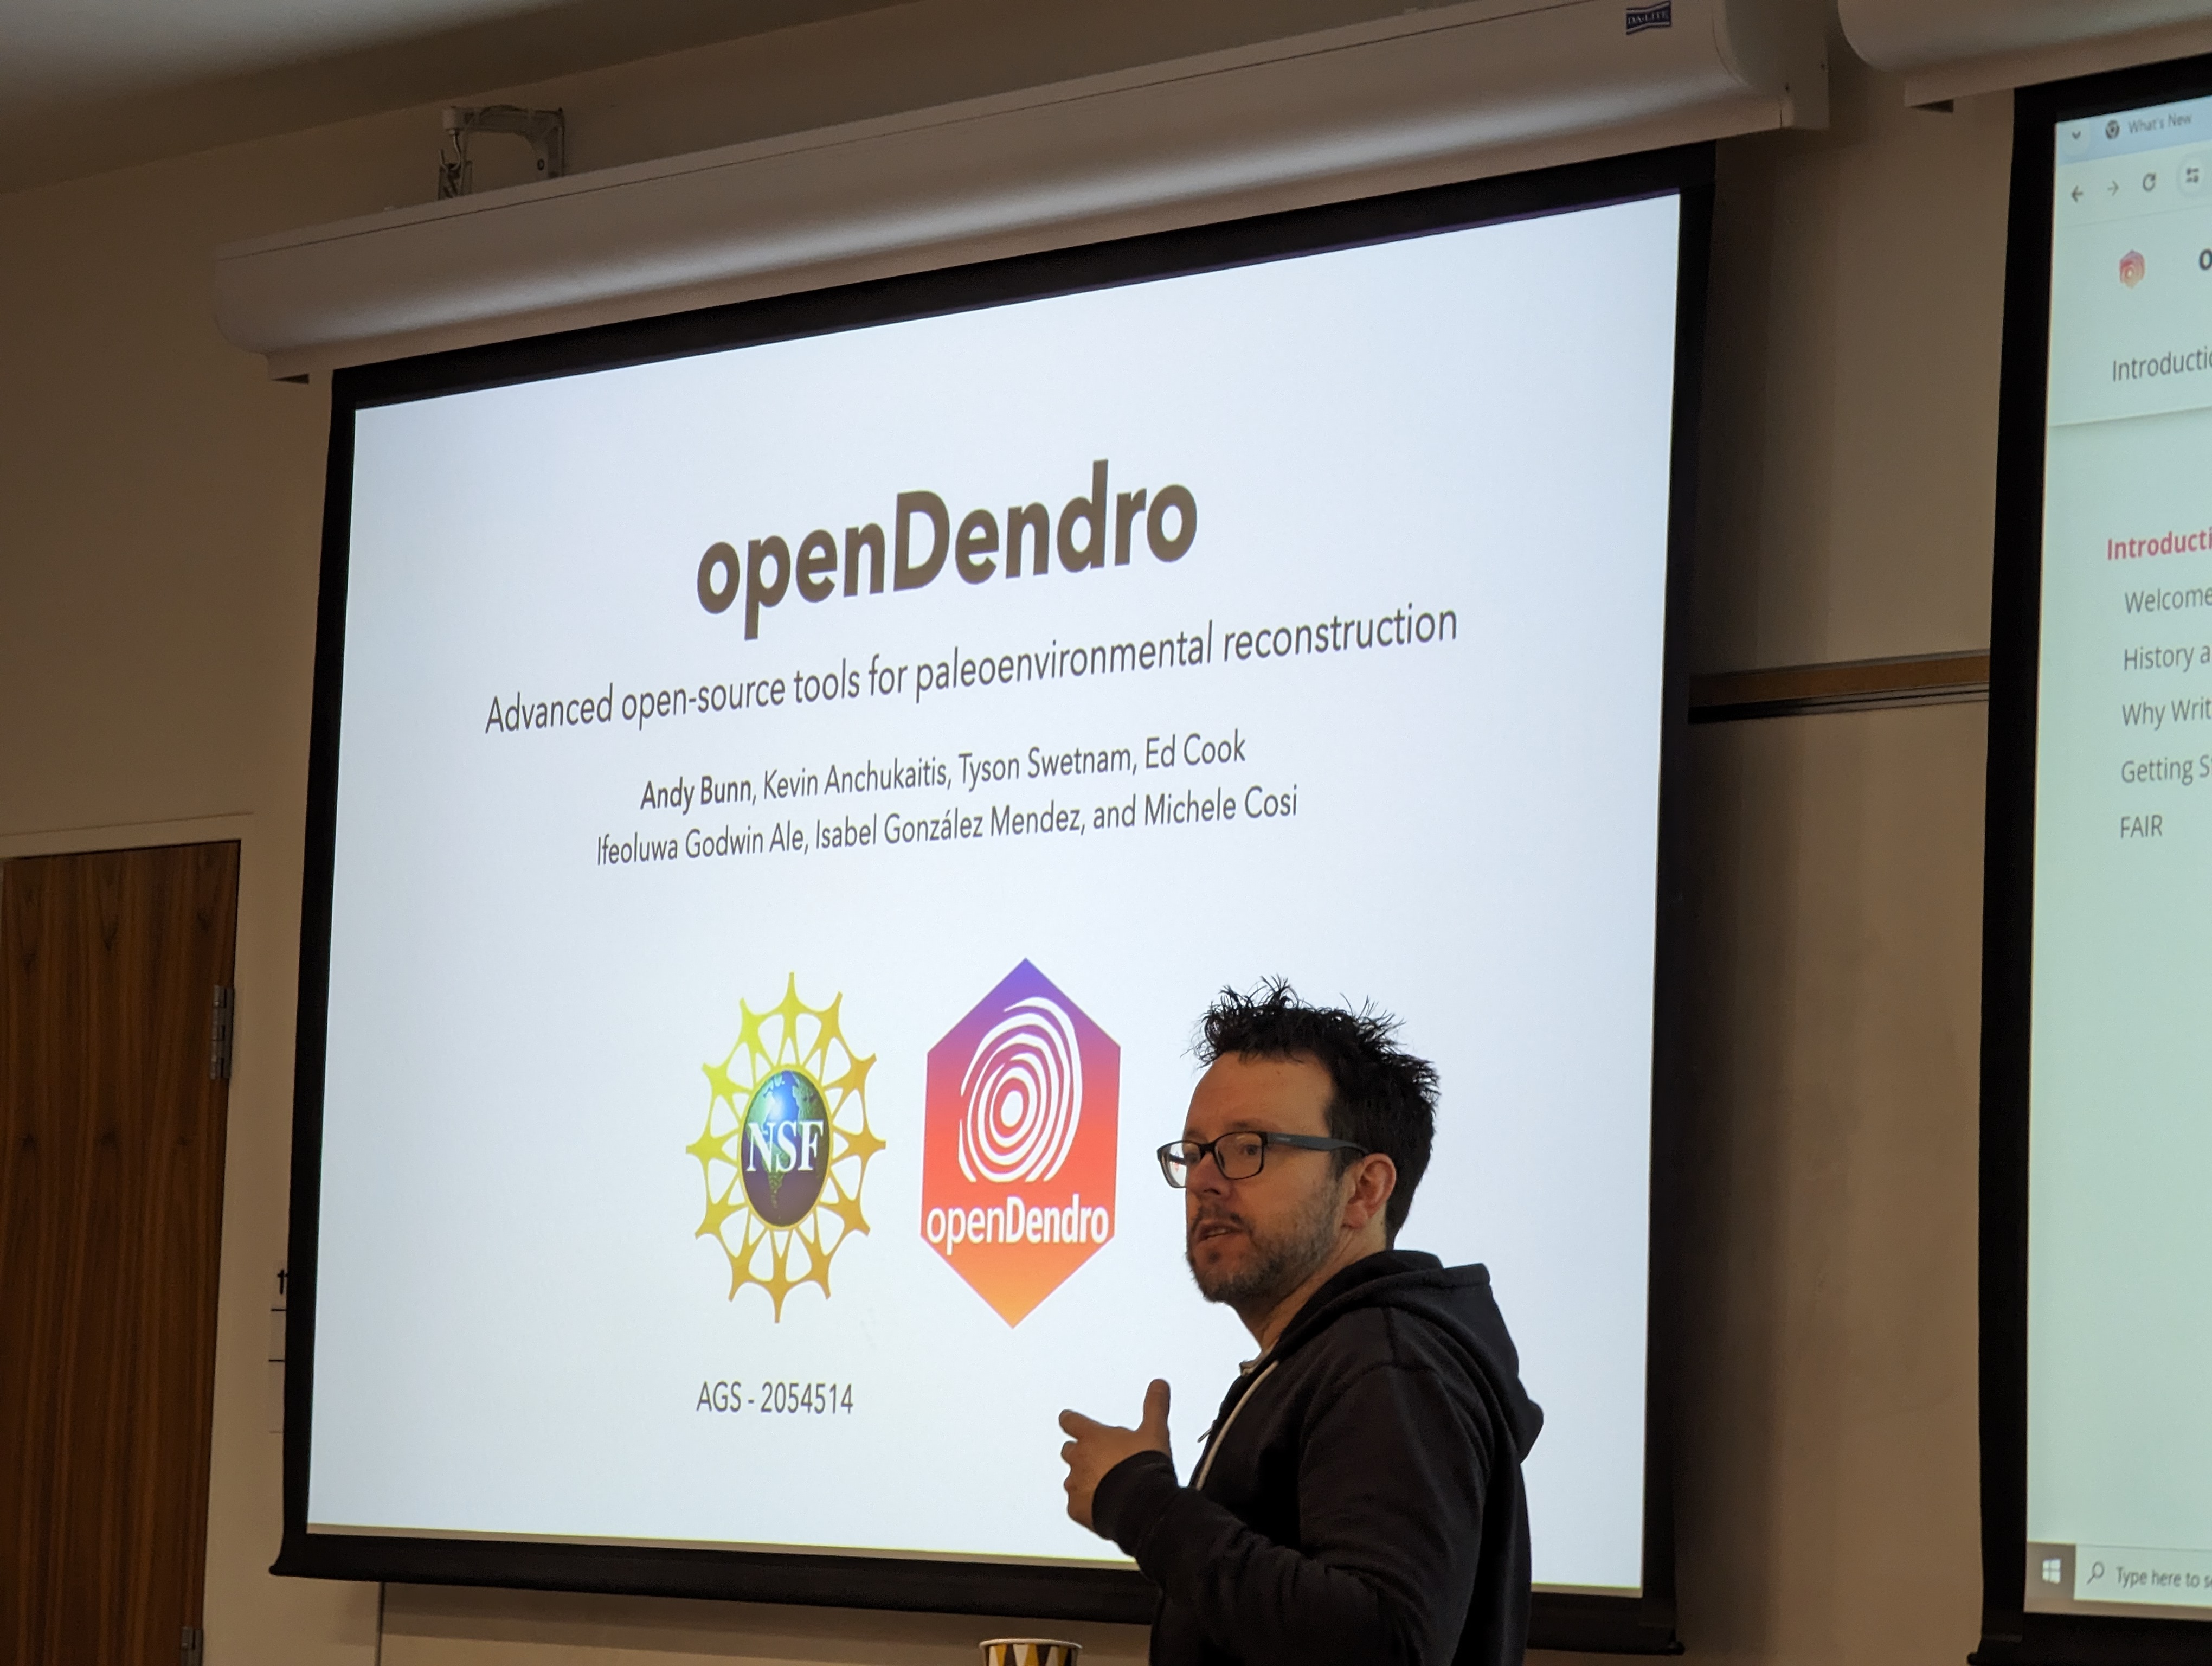 DA-LITE
openDendro
Advanced open-source tools for paleoenvironmental reconstruction
Andy Bunn, Kevin Anchukaitis, Tyson Swetnam, Ed Cook
Ifeoluwa Godwin Ale, Isabel González Mendez, and Michele Cosi
NSF
openDendro
AGS - 2054514
What's New
o
Introducti
Introducti
Welcome
History a
Why Writ
Getting S
FAIR
Type here to s